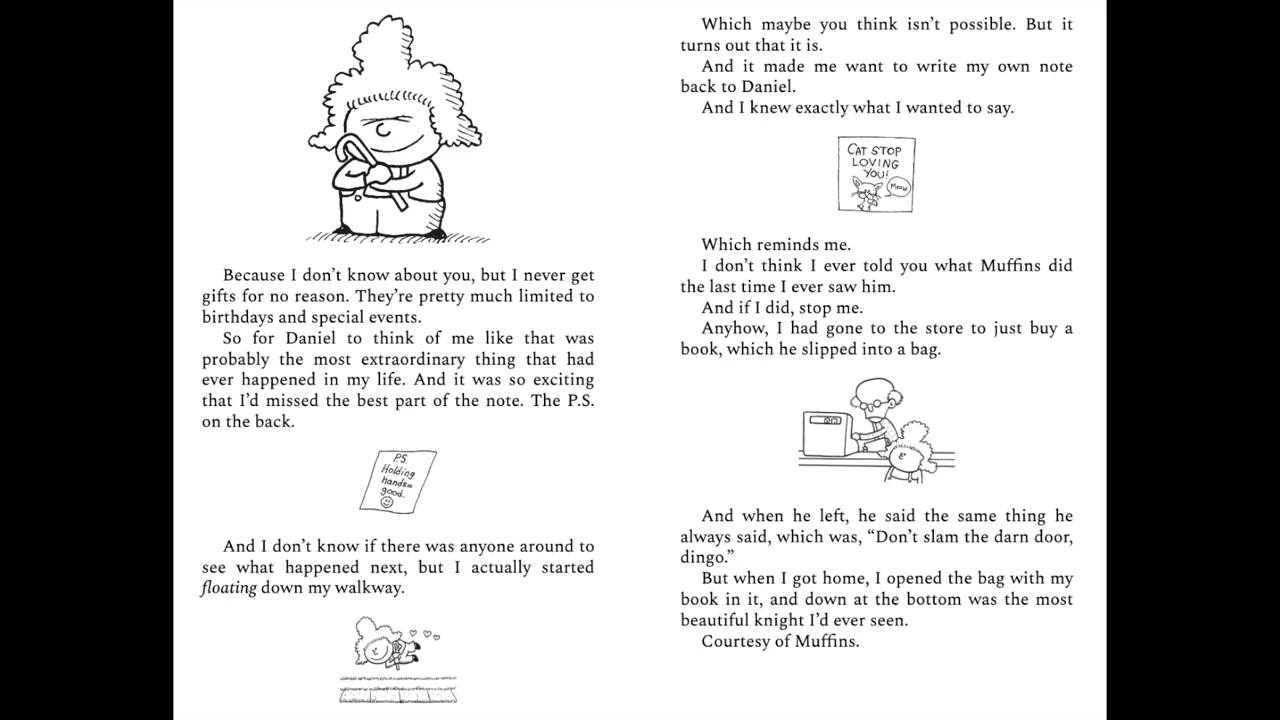 Because I don't know about you, but I never get
gifts for no reason. They're pretty much limited to
birthdays and special events.
So for Daniel to think of me like that was
probably the most extraordinary thing that had
ever happened in my life. And it was so exciting
that I'd missed the best part of the note. The P.S.
on the back.
P.S.
Holding
hands=
good.
And I don't know if there was anyone around to
see what happened next, but I actually started
floating down my walkway.
Which maybe you think isn't possible. But it
turns out that it is.
And it made me want to write my own note
back to Daniel.
And I knew exactly what I wanted to say.
CAT STOP
LOVING
YOU!
Meow
Which reminds me.
I don't think I ever told you what Muffins did
the last time I ever saw him.
And if I did, stop me.
Anyhow, I had gone to the store to just buy a
book, which he slipped into a bag.
And when he left, he said the same thing he
always said, which was, “Don't slam the darn door,
dingo.”
But when I got home, I opened the bag with my
book in it, and down at the bottom was the most
beautiful knight I'd ever seen.
Courtesy of Muffins.